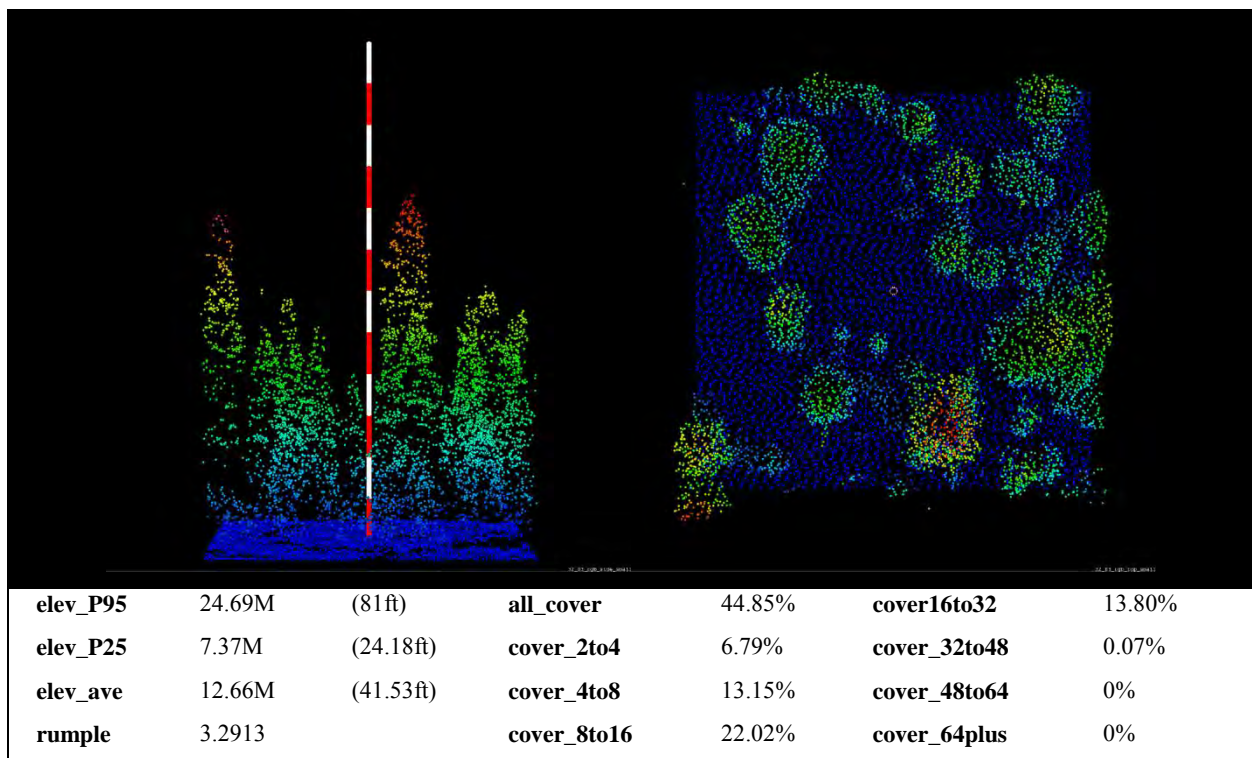 elev_P95 24.69M (81ft) all_cover 44.85% cover16to32 13.80%
elev_P25 7.37M (24.18ft) cover_2to4 6.79% cover_32to48 0.07%
elev_ave 12.66M (41.53ft) cover_4to8 13.15% cover_48to64 0%
rumple 3.2913 cover_8to16 22.02% cover_64plus 0%